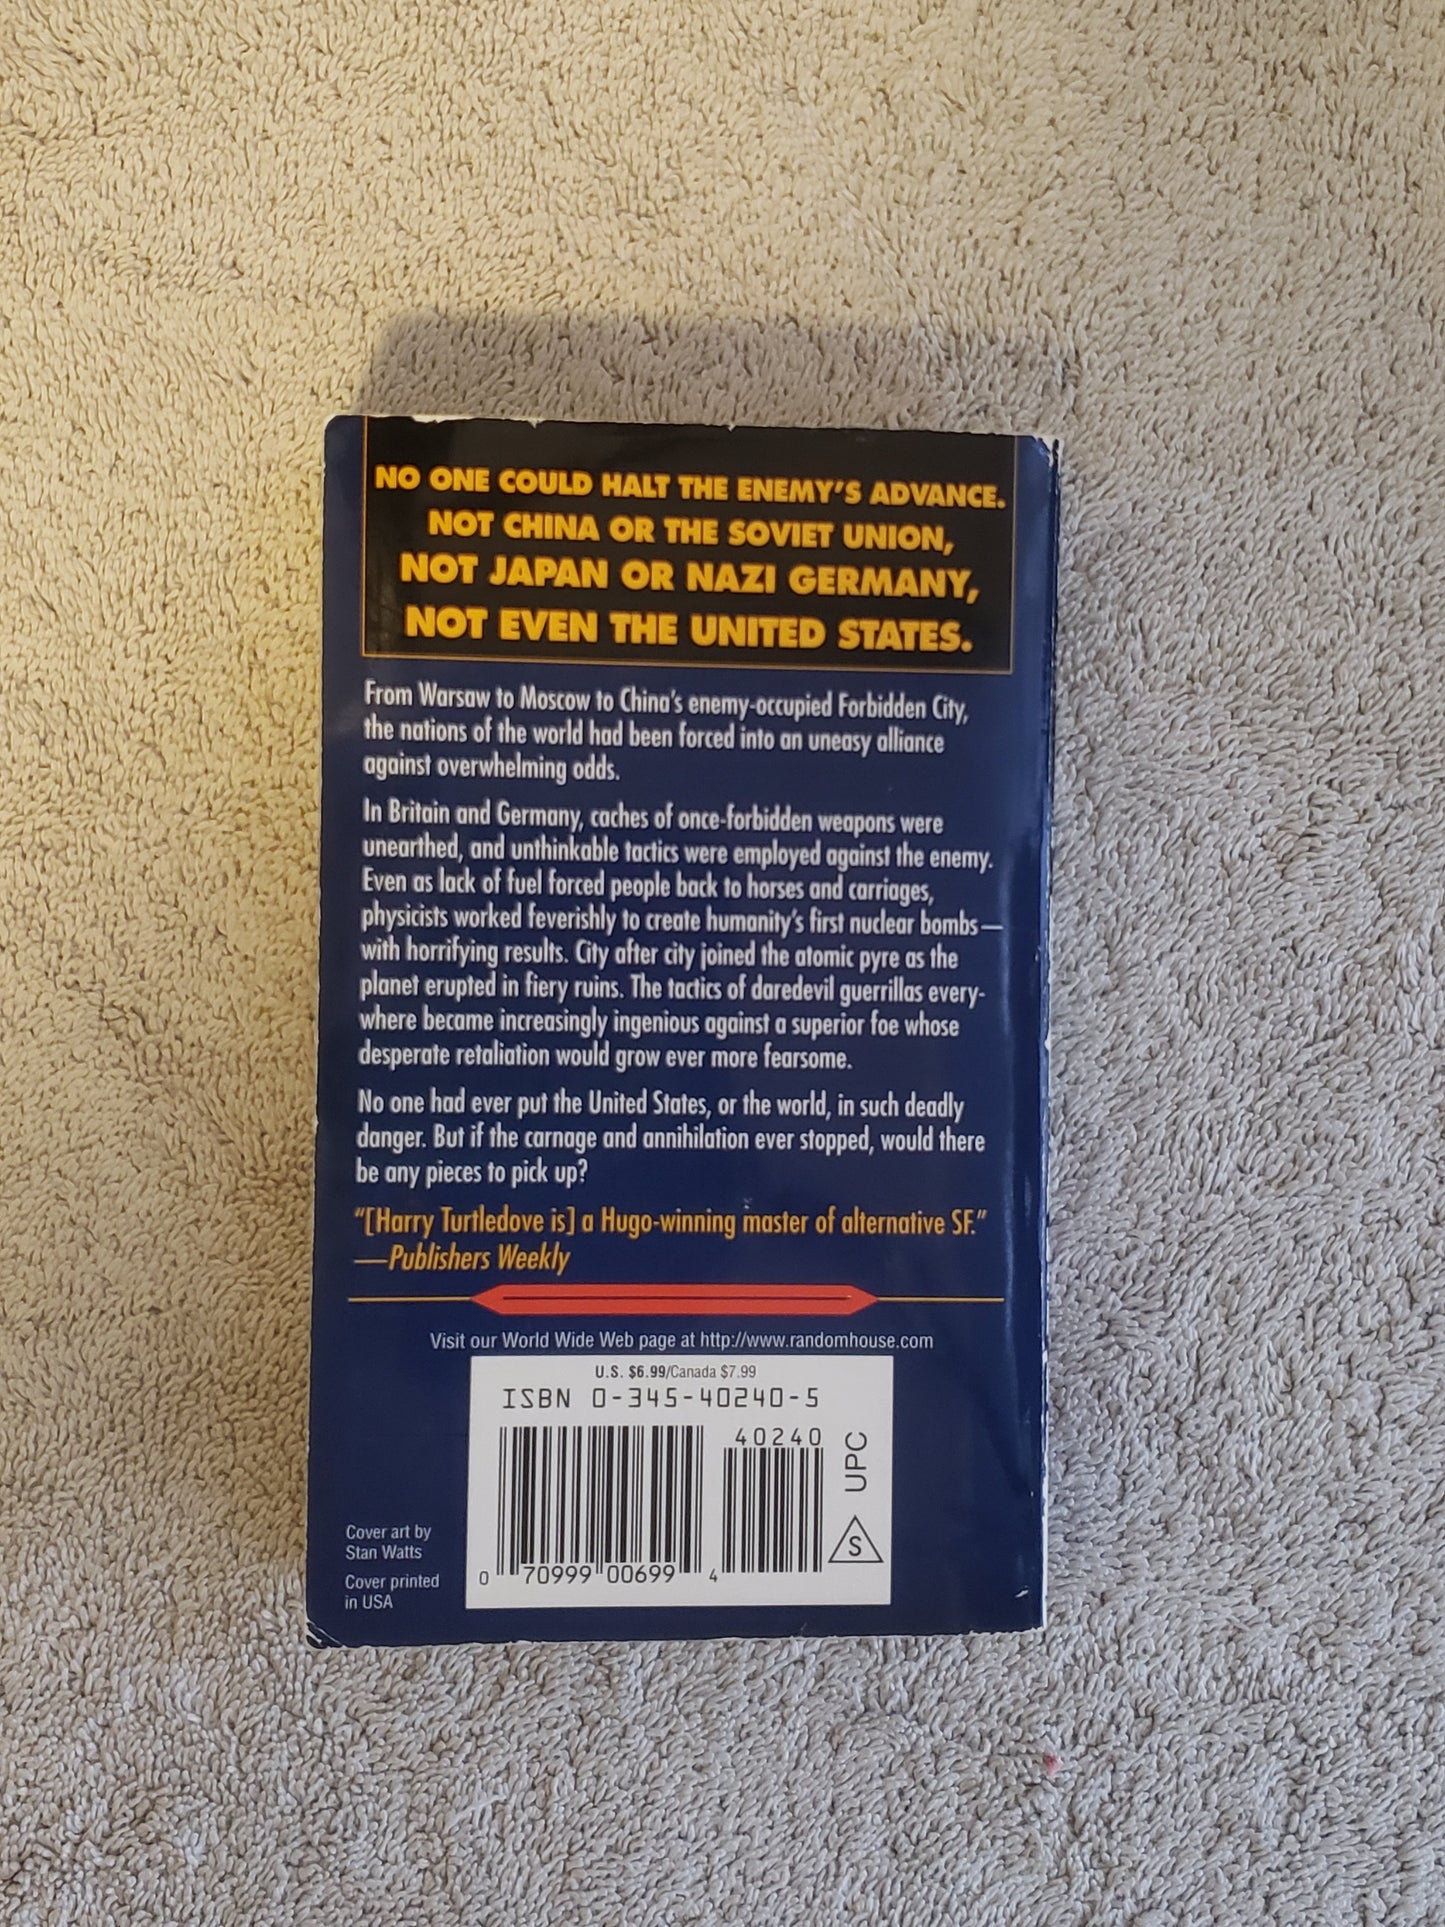 NO ONE COULD HALT THE ENEMY'S ADVANCE.
NOT CHINA OR THE SOVIET UNION,
NOT JAPAN OR NAZI GERMANY,
NOT EVEN THE UNITED STATES.
From Warsaw to Moscow to China's enemy-occupied Forbidden City,
the nations of the world had been forced into an uneasy alliance
against overwhelming odds.
In Britain and Germany, caches of once-forbidden weapons were
unearthed, and unthinkable tactics were employed against the enemy.
Even as lack of fuel forced people back to horses and carriages,
physicists worked feverishly to create humanity's first nuclear bombs—
with horrifying results. City after city joined the atomic pyre as the
planet erupted in fiery ruins. The tactics of daredevil guerrillas every-
where became increasingly ingenious against a superior foe whose
desperate retaliation would grow ever more fearsome.
No one had ever put the United States, or the world, in such deadly
danger. But if the carnage and annihilation ever stopped, would there
be any pieces to pick up?
“[Harry Turtledove is] a Hugo-winning master of alternative SF.”
—Publishers Weekly
Visit our World Wide Web page at http://www.randomhouse.com
U.S. $6.99/Canada $7.99
ISBN 0-345-40240-5
40240
UPC
S
0 70999 00699 4
Cover art by
Stan Watts
Cover printed
in USA